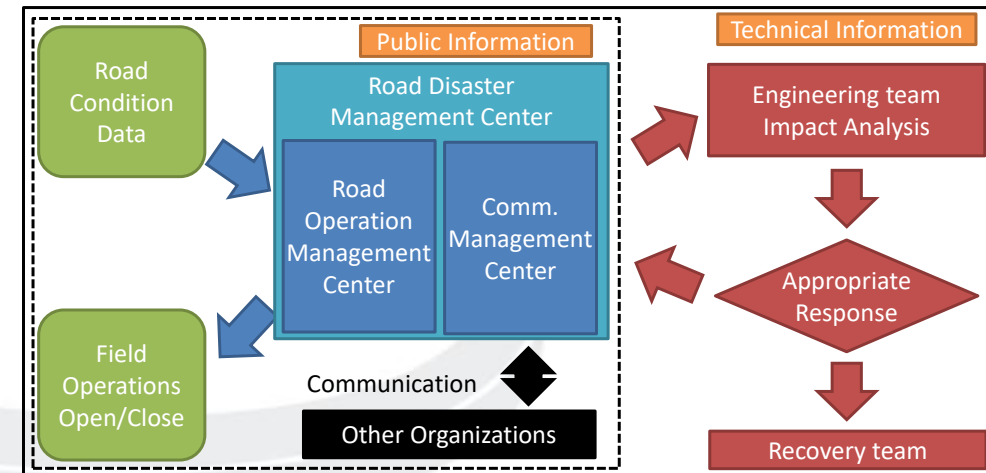 Road
Condition
Data
Public Information
Road Disaster
Management Center
Road
Operation
Management
Center
Comm.
Management
Center
Field
Operations
Open/Close
Communication
Other Organizations
Technical Information
Engineering team
Impact Analysis
Appropriate
Response
Recovery team